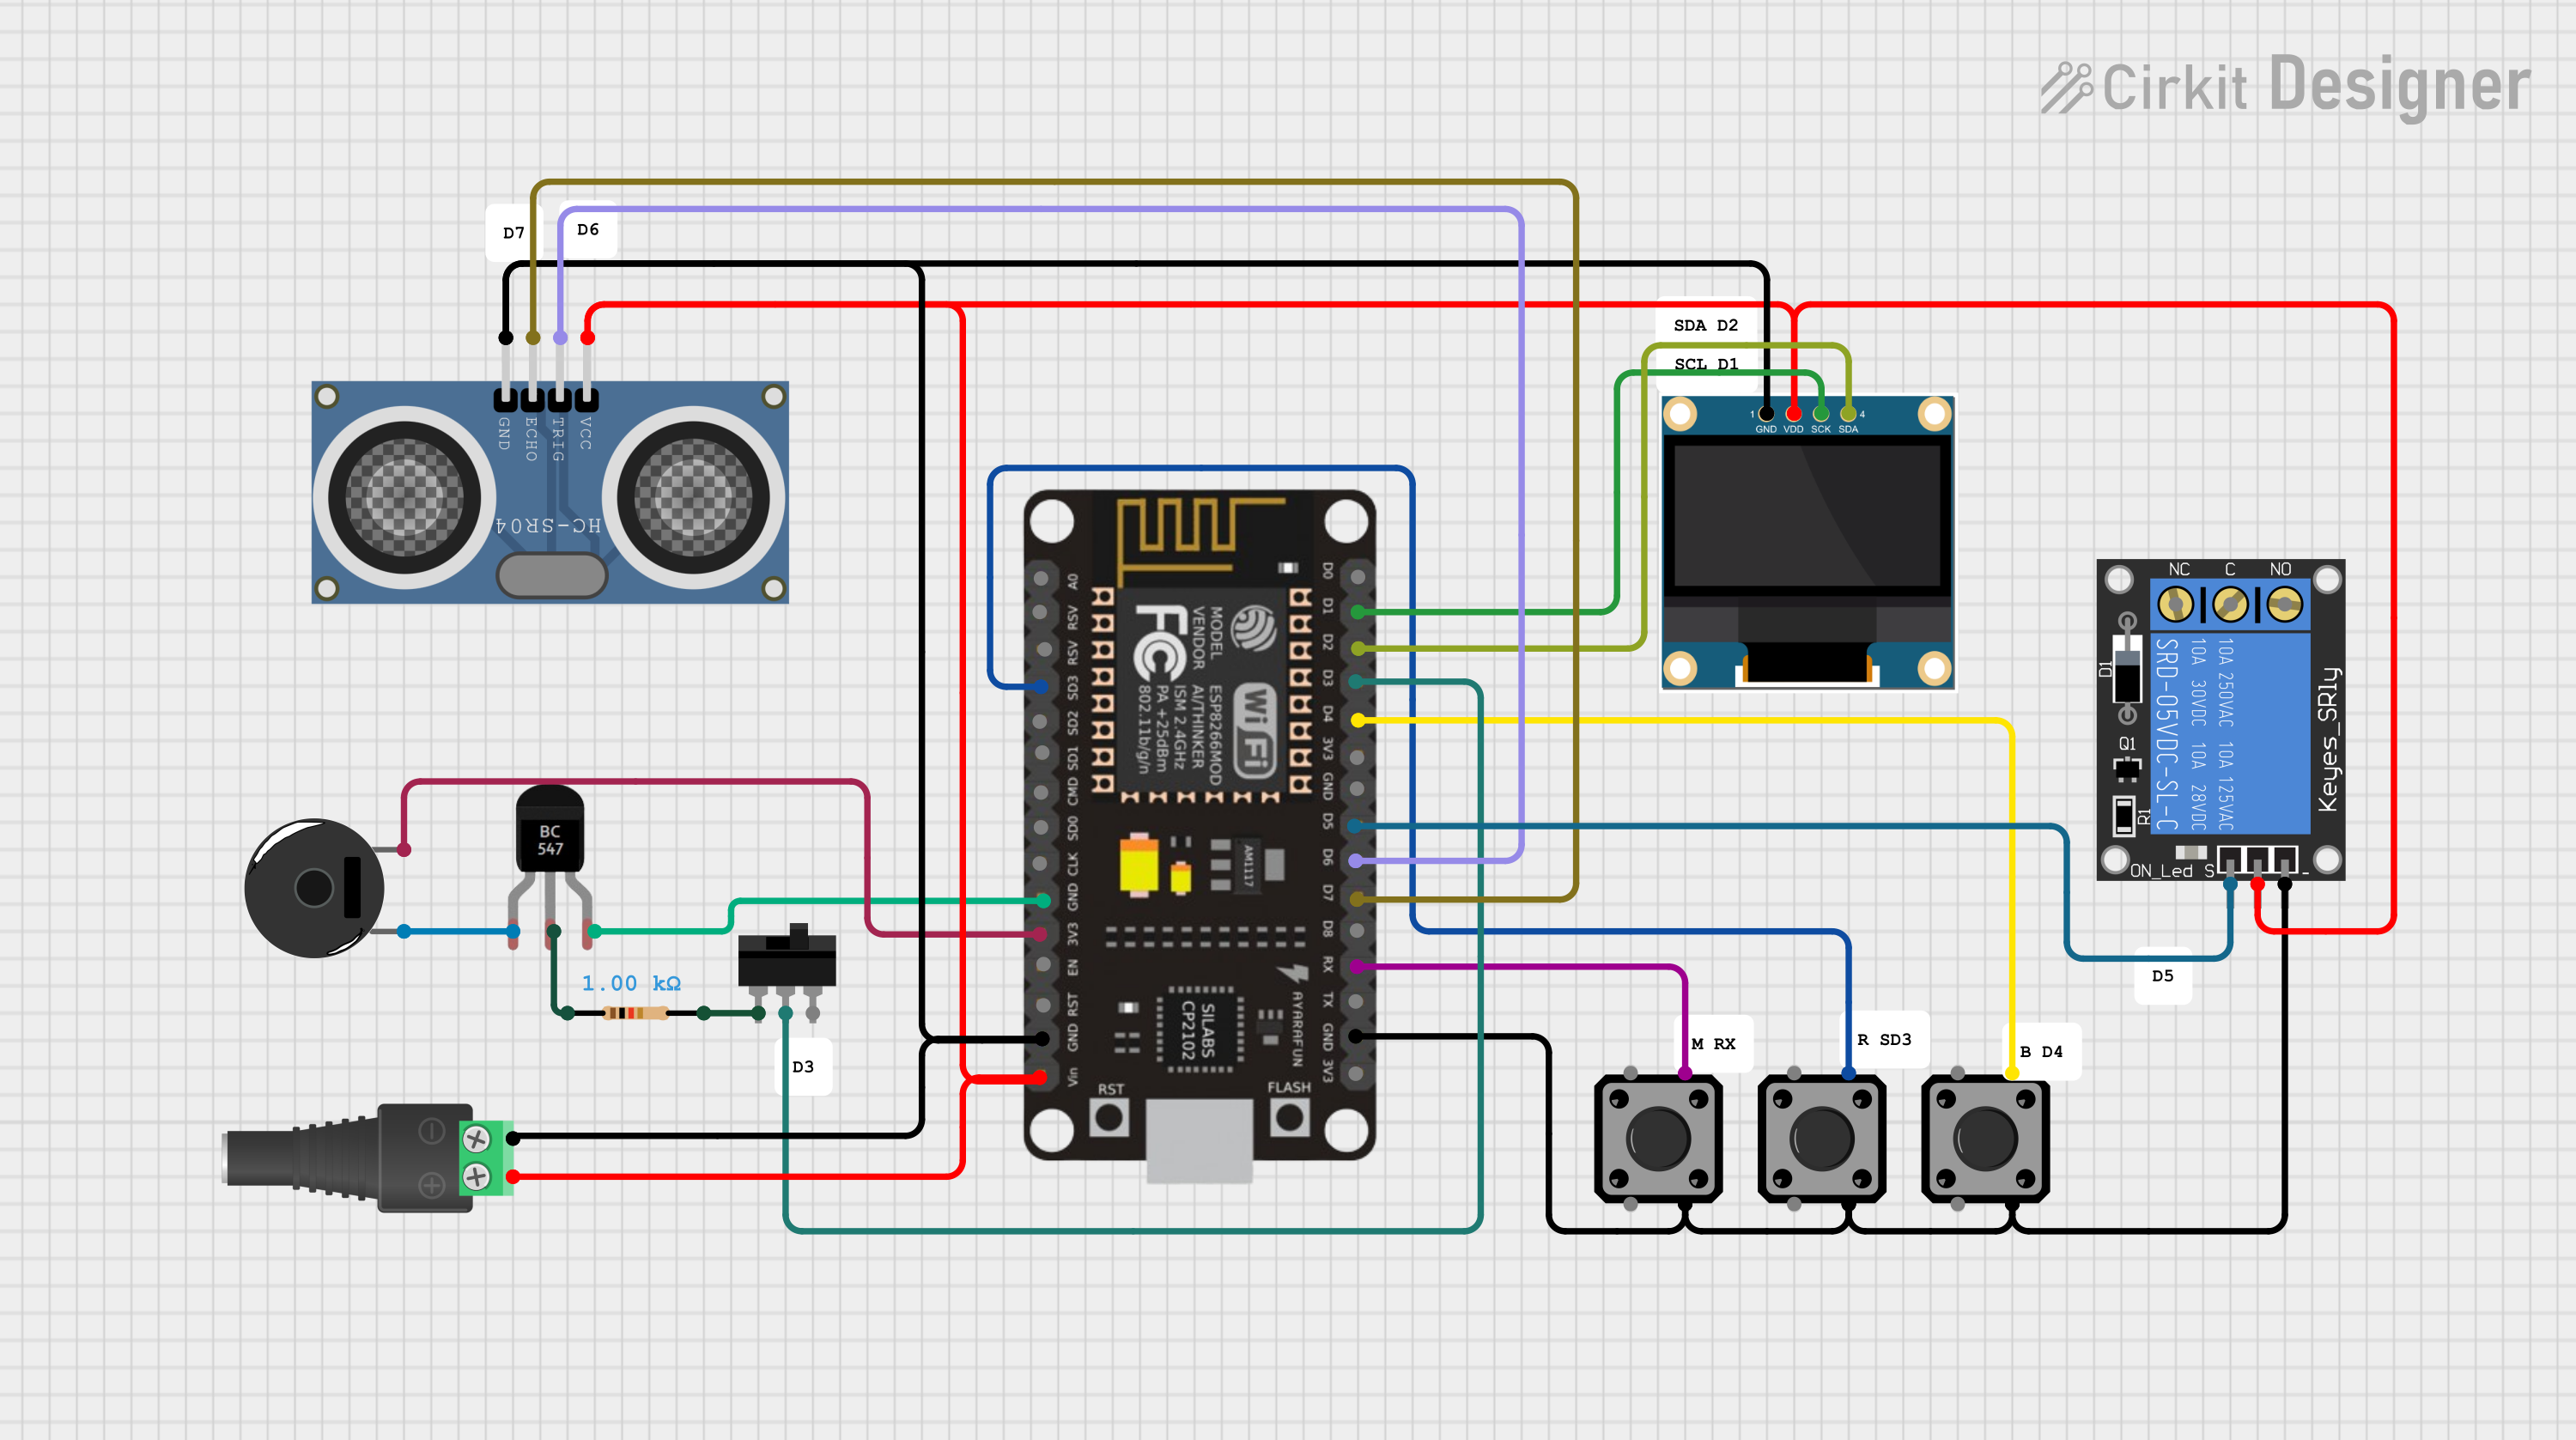 Cirkit Designer
D7
D6
SDA D2
SCL D1
GND
ECHO
TRIG
VCC
HC-SR04
1
GND VDD SCK SDA
4
A0
RSV
RSV
SD3
SD2
SD1
CMD
SD0
CLK
GND
3V3
EN
RST
GND
Vin
D0
D1
D2
D3
D4
3V3
GND
D5
D6
D7
D8
RX
TX
GND
3V3
FC
MODEL ESP8266MOD
VENDOR AI/THINKER
ISM 2.4GHz
PA +25dBm
802.11b/g/n
WiFi
AM1117
SILABS
CP2102
AYARAFUN
RST
FLASH
NC C NO
D1
Q1
R1
SRD-05VDC-SL-C
10A 30VDC 10A 28VDC
10A 250VAC 10A 125VAC
Keyes_SRly
ON_Led S
-
D5
BC
547
1.00 kΩ
D3
M RX
R SD3
B D4